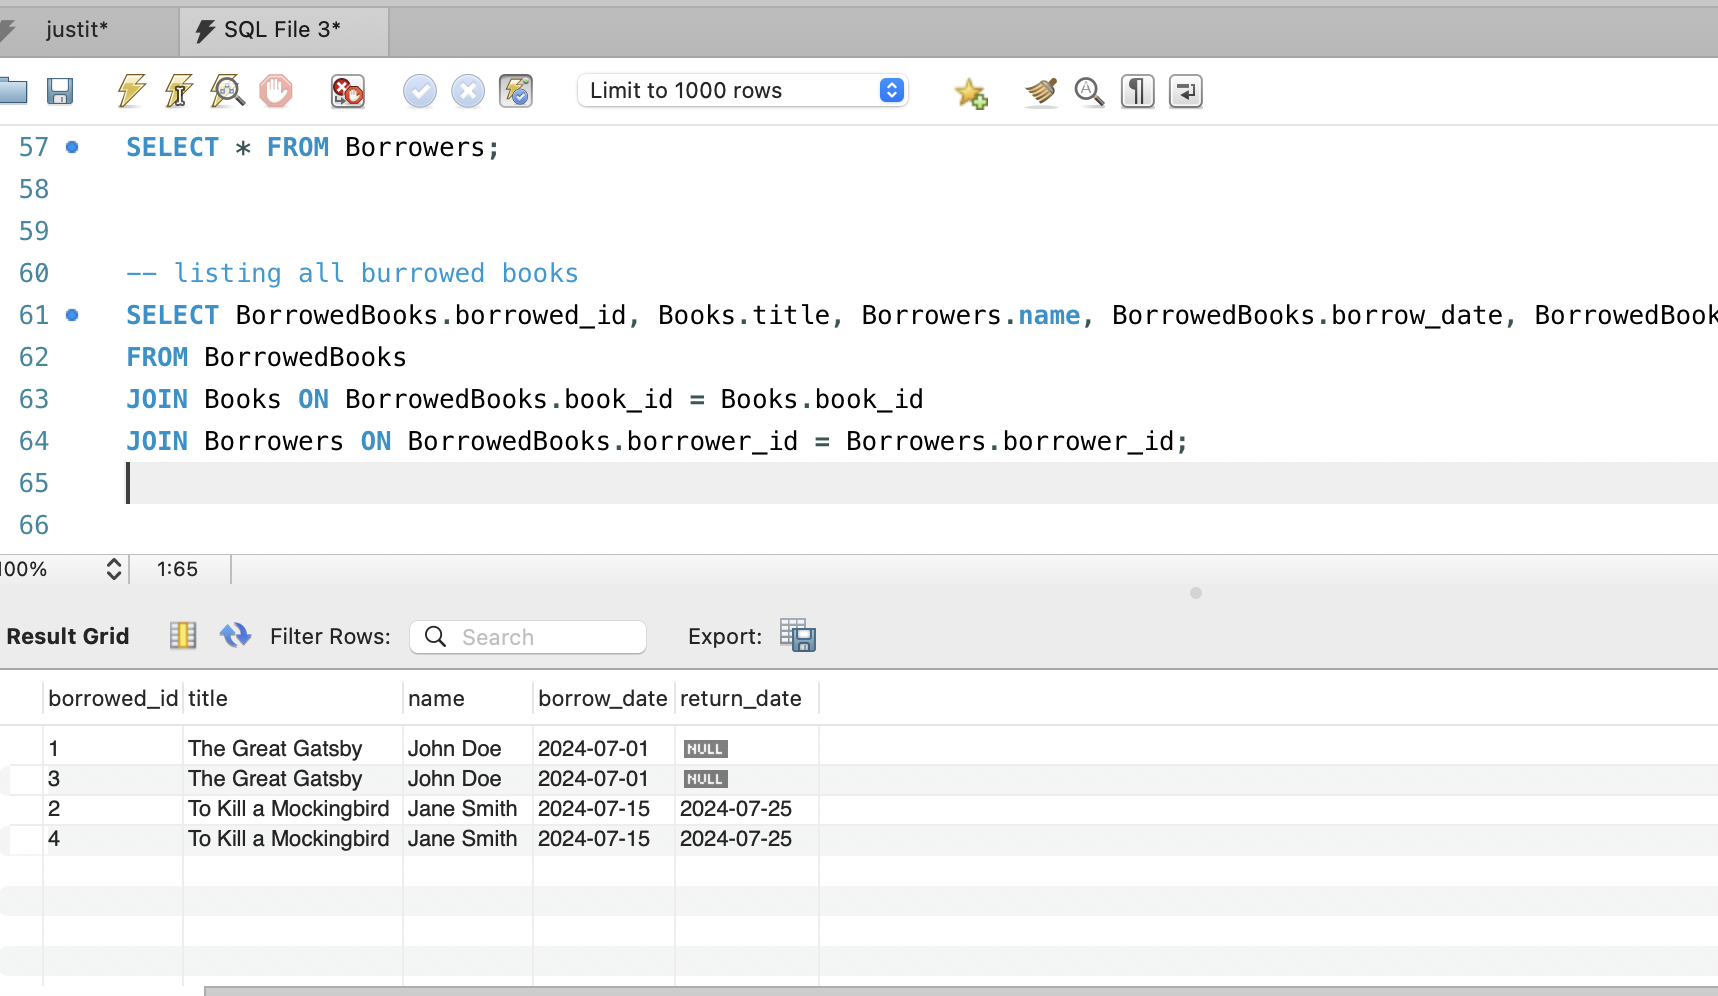 justit*
SQL File 3*
Limit to 1000 rows
57 SELECT * FROM Borrowers;
58
59
60 -- listing all burrowed books
61 SELECT BorrowedBooks.borrowed_id, Books.title, Borrowers.name, BorrowedBooks.borrow_date, BorrowedBook
62 FROM BorrowedBooks
63 JOIN Books ON BorrowedBooks.book_id = Books.book_id
64 JOIN Borrowers ON BorrowedBooks.borrower_id = Borrowers.borrower_id;
65
66
100% 1:65
Result Grid Filter Rows: Search Export:
borrowed_id title name borrow_date return_date
1 The Great Gatsby John Doe 2024-07-01 NULL
3 The Great Gatsby John Doe 2024-07-01 NULL
2 To Kill a Mockingbird Jane Smith 2024-07-15 2024-07-25
4 To Kill a Mockingbird Jane Smith 2024-07-15 2024-07-25